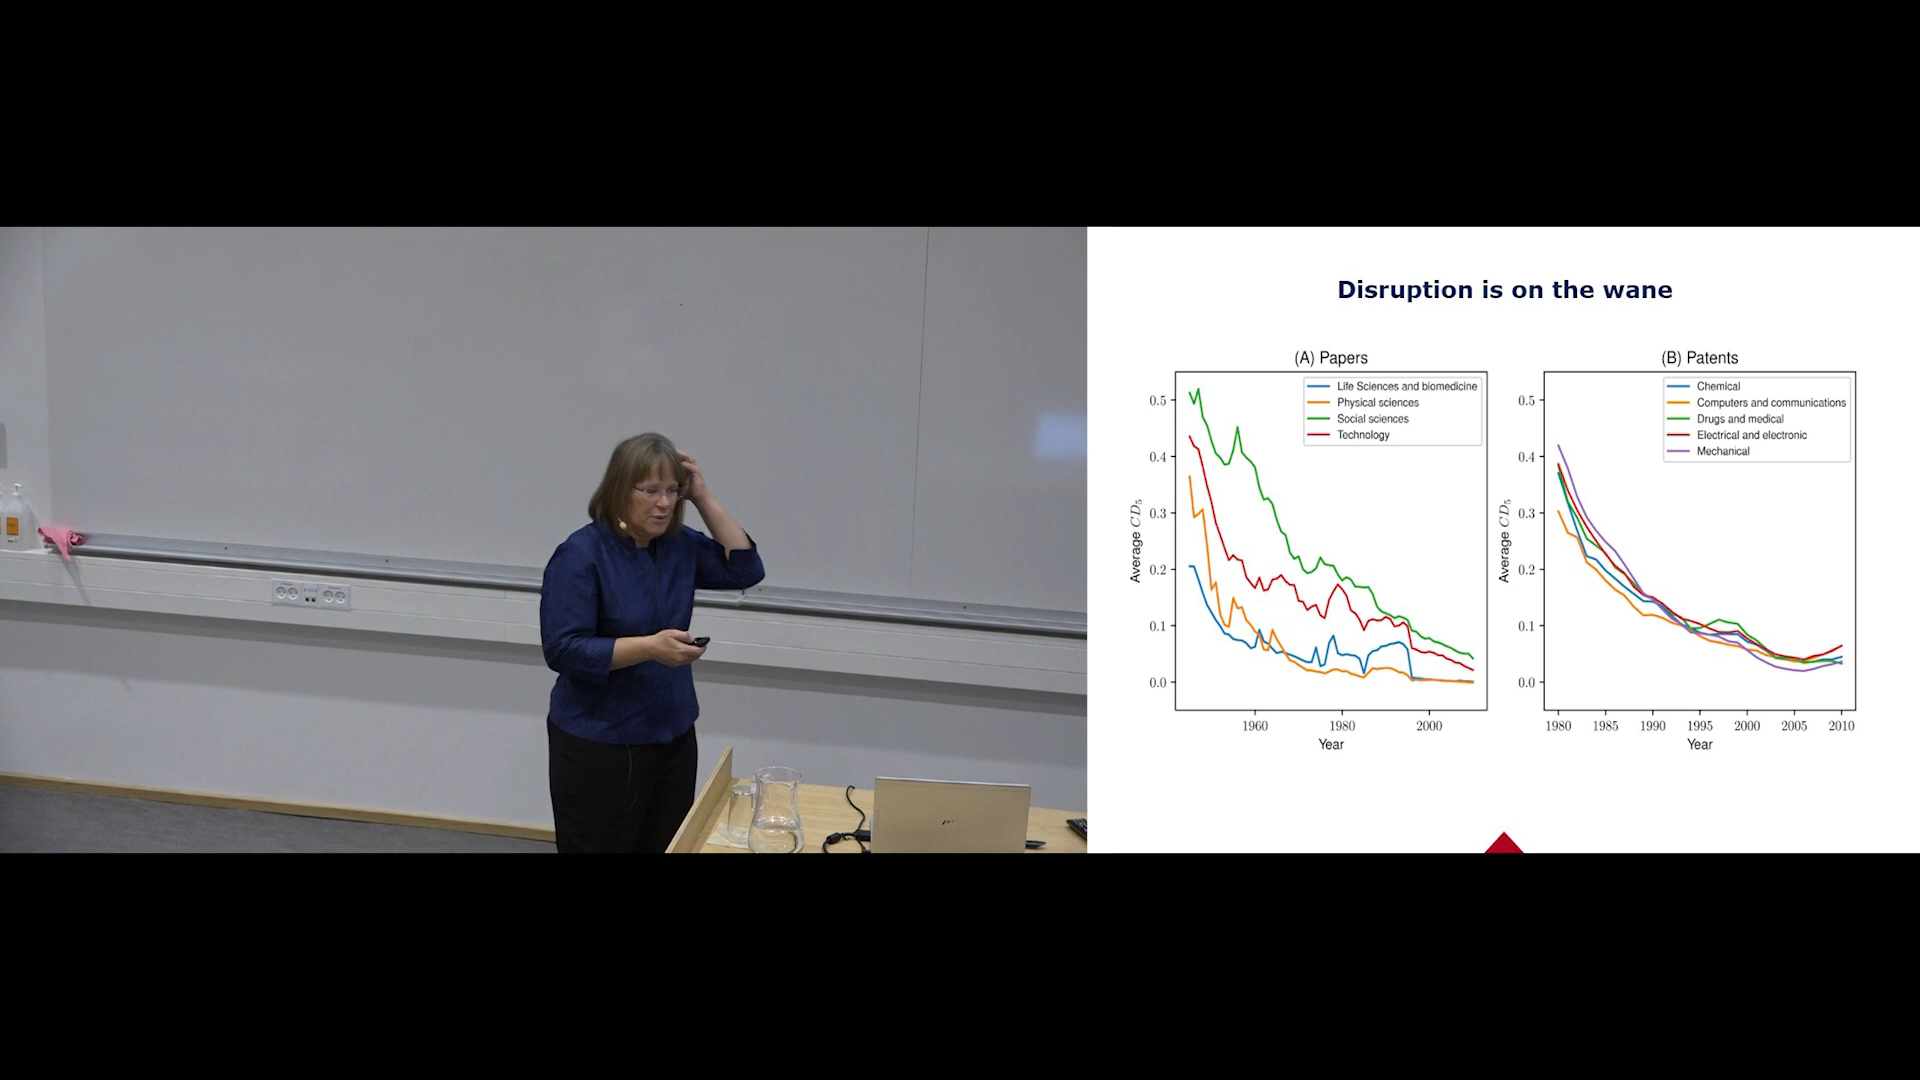 Disruption is on the wane
(A) Papers
Life Sciences and biomedicine
Physical sciences
Social sciences
Technology
0.5
0.4
0.3
0.2
0.1
0.0
Average CD5
1960 1980 2000
Year
(B) Patents
Chemical
Computers and communications
Drugs and medical
Electrical and electronic
Mechanical
0.5
0.4
0.3
0.2
0.1
0.0
Average CD5
1980 1985 1990 1995 2000 2005 2010
Year